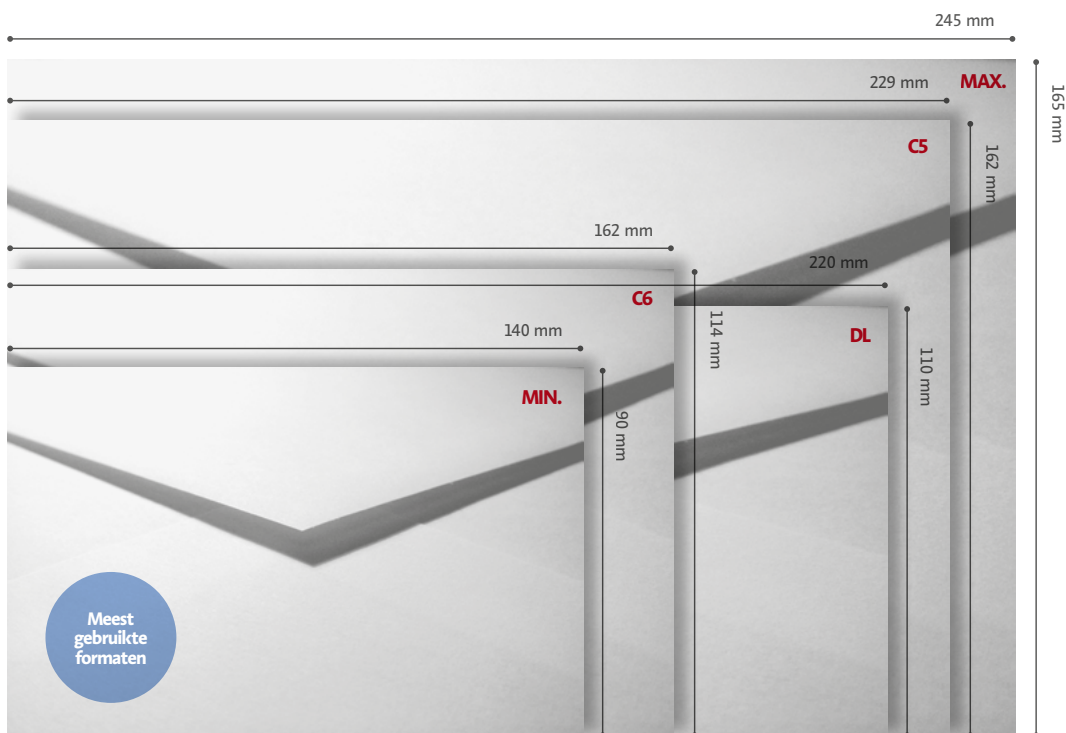 245 mm
MAX.
165 mm
229 mm
C5
162 mm
162 mm
C6
114 mm
220 mm
DL
110 mm
140 mm
MIN.
90 mm
Meest
gebruikte
formaten